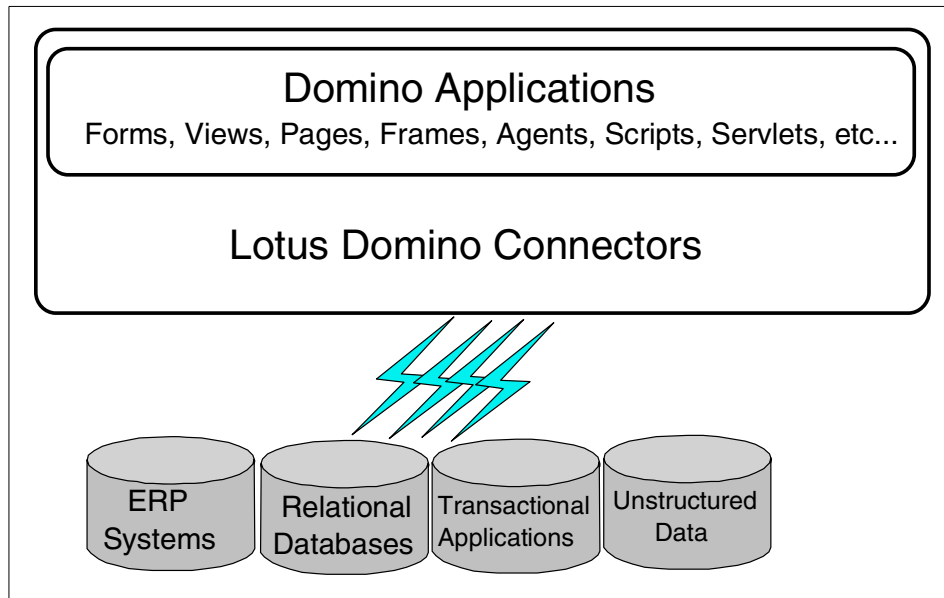 Domino Applications
Forms, Views, Pages, Frames, Agents, Scripts, Servlets, etc...
Lotus Domino Connectors
ERP
Systems
Relational
Databases
Transactional
Applications
Unstructured
Data